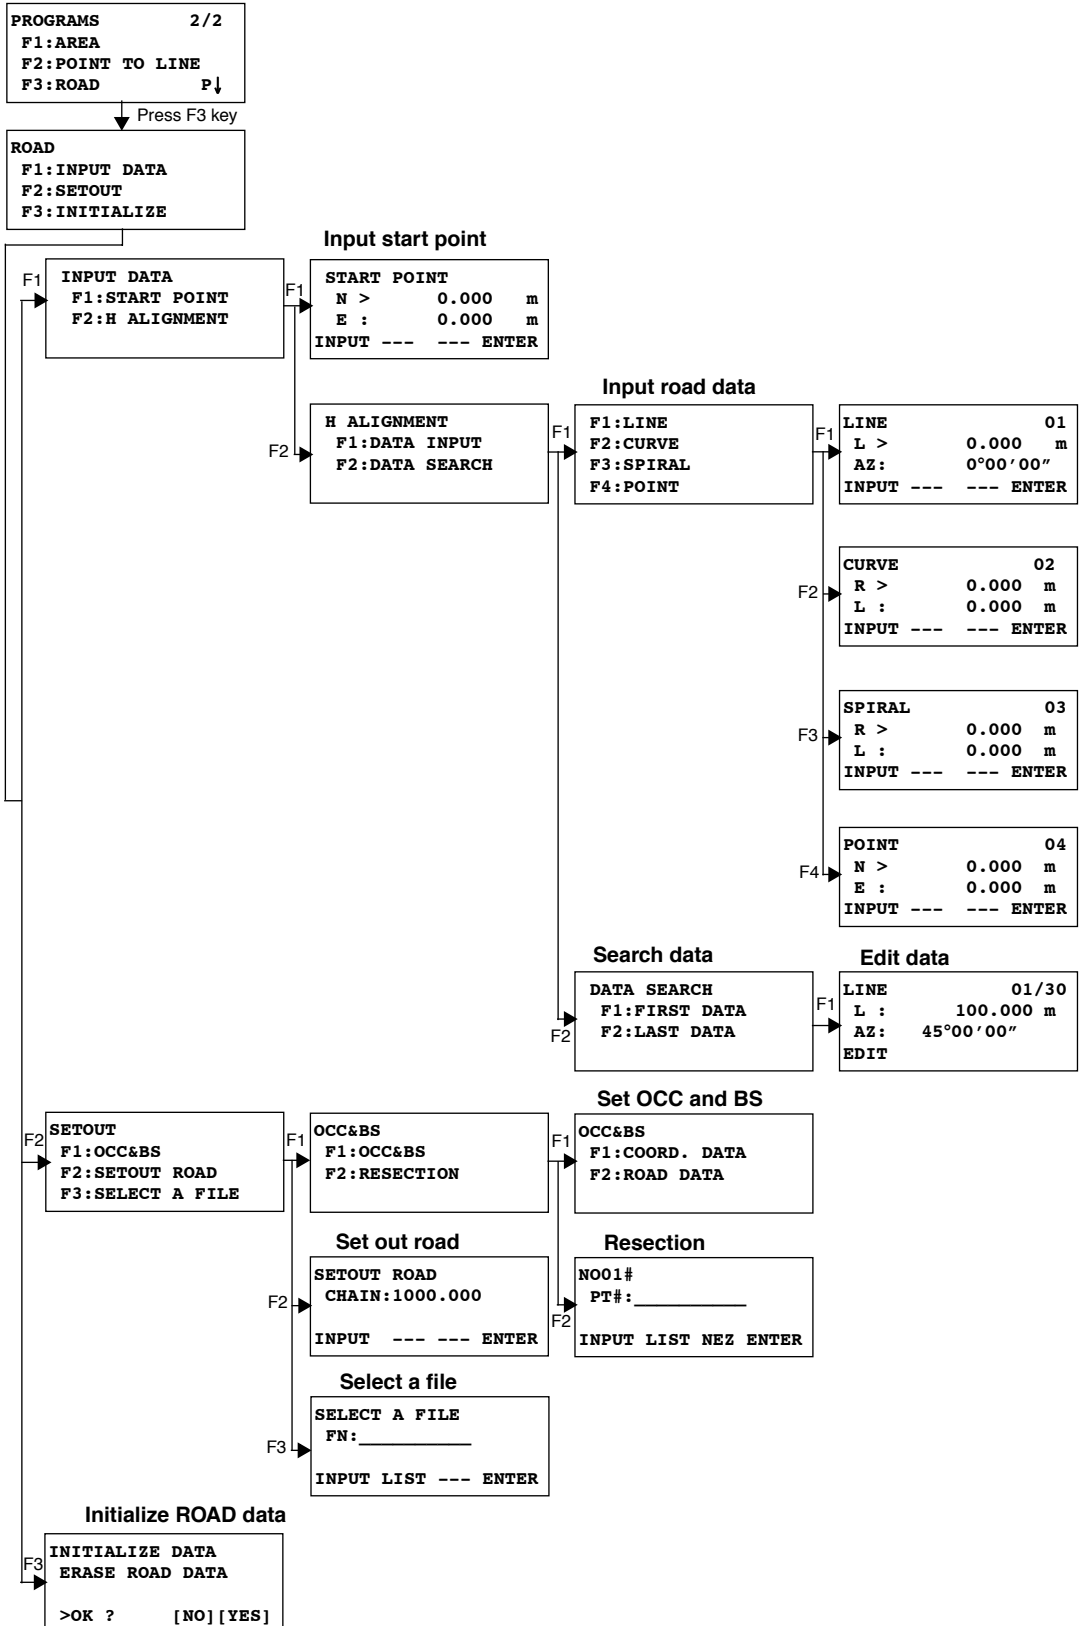 PROGRAMS 2/2
F1:AREA
F2:POINT TO LINE
F3:ROAD P↓
Press F3 key
ROAD
F1:INPUT DATA
F2:SETOUT
F3:INITIALIZE
F1
INPUT DATA
F1:START POINT
F2:H ALIGNMENT
F1
Input start point
START POINT
N > 0.000 m
E : 0.000 m
INPUT --- --- ENTER
F2
H ALIGNMENT
F1:DATA INPUT
F2:DATA SEARCH
F1
Input road data
F1:LINE
F2:CURVE
F3:SPIRAL
F4:POINT
F1
LINE 01
L > 0.000 m
AZ: 0°00′00″
INPUT --- --- ENTER
F2
CURVE 02
R > 0.000 m
L : 0.000 m
INPUT --- --- ENTER
F3
SPIRAL 03
R > 0.000 m
L : 0.000 m
INPUT --- --- ENTER
F4
POINT 04
N > 0.000 m
E : 0.000 m
INPUT --- --- ENTER
F2
Search data
DATA SEARCH
F1:FIRST DATA
F2:LAST DATA
F1
Edit data
LINE 01/30
L : 100.000 m
AZ: 45°00′00″
EDIT
F2
SETOUT
F1:OCC&BS
F2:SETOUT ROAD
F3:SELECT A FILE
F1
OCC&BS
F1:OCC&BS
F2:RESECTION
F1
Set OCC and BS
OCC&BS
F1:COORD. DATA
F2:ROAD DATA
F2
Set out road
SETOUT ROAD
CHAIN:1000.000
INPUT --- --- ENTER
F2
Resection
NO01#
PT#:__________
INPUT LIST NEZ ENTER
F3
Select a file
SELECT A FILE
FN:__________
INPUT LIST --- ENTER
Initialize ROAD data
F3
INITIALIZE DATA
ERASE ROAD DATA
>OK ? [NO][YES]